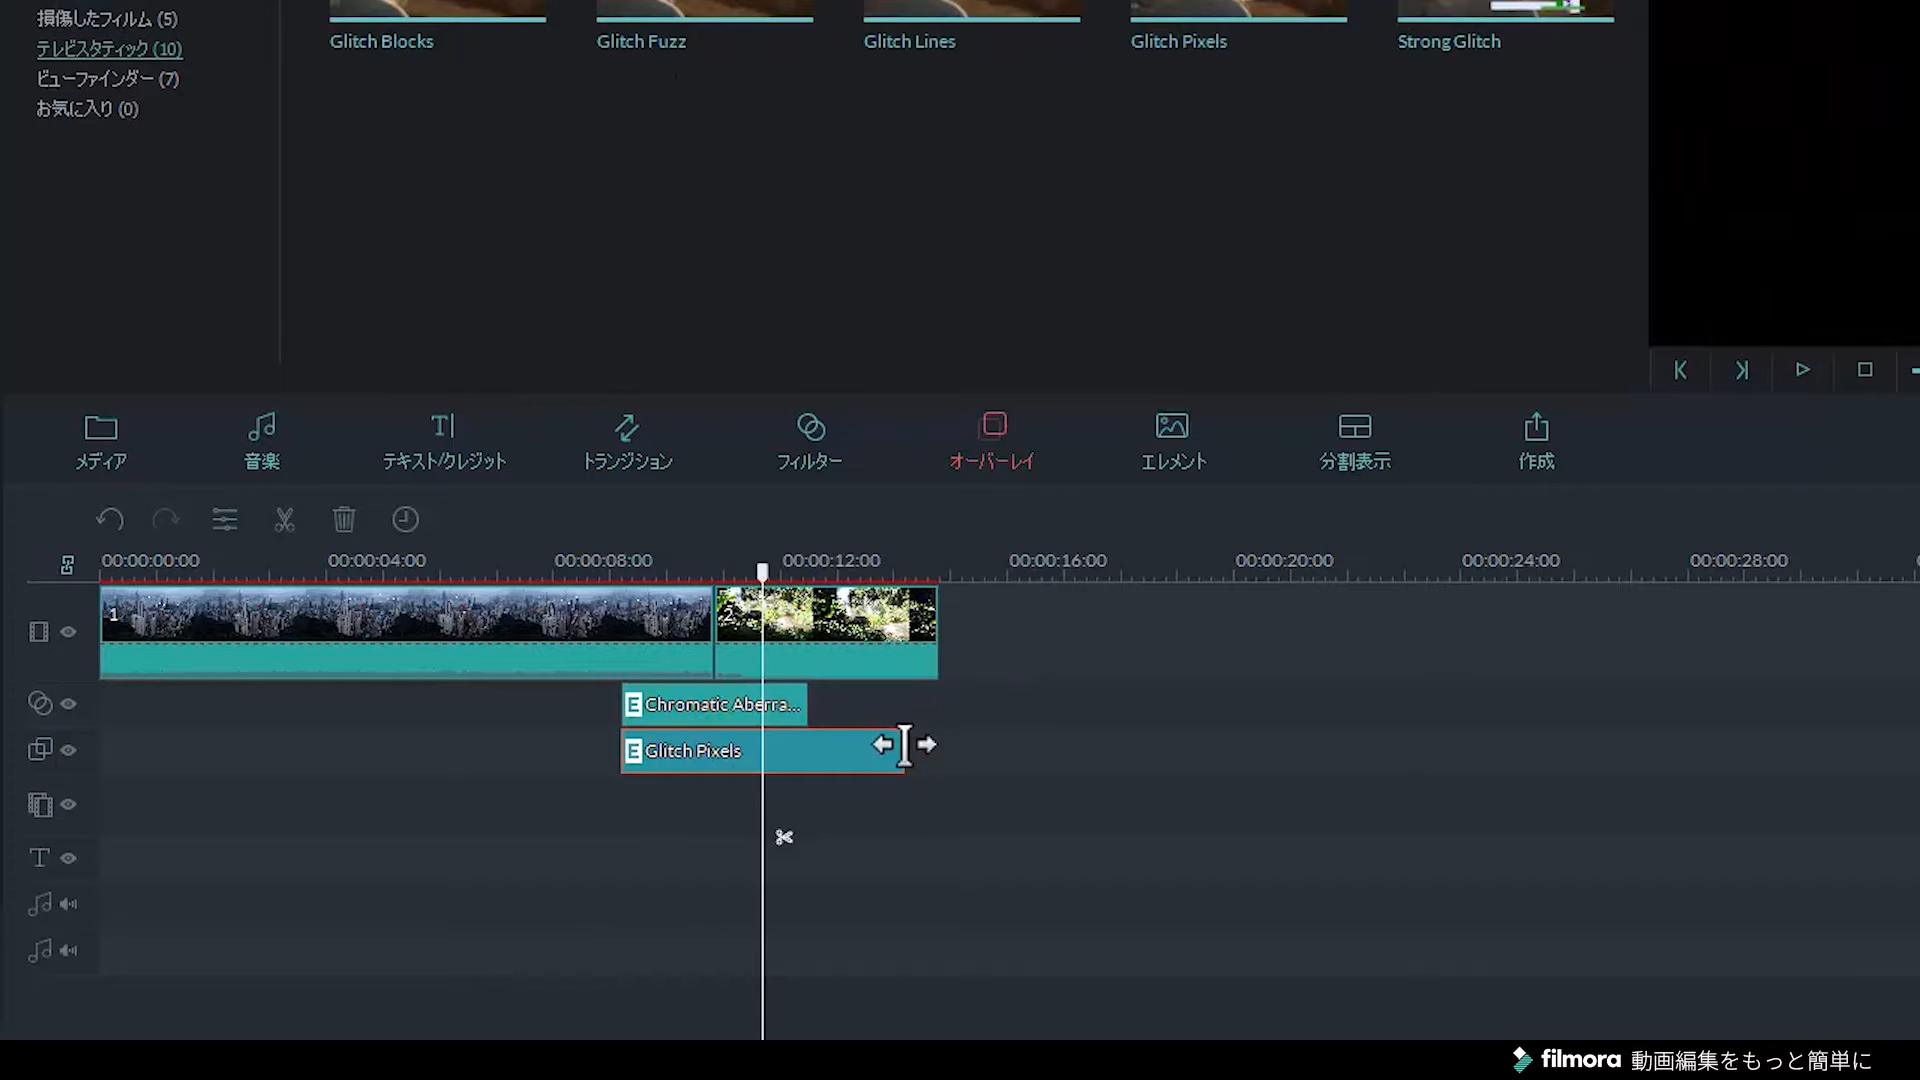 損傷したフィルム (5)
テレビスタティック (10)
ビューファインダー (7)
お気に入り (0)
Glitch Blocks
Glitch Fuzz
Glitch Lines
Glitch Pixels
Strong Glitch
メディア
音楽
テキスト/クレジット
トランジション
フィルター
オーバーレイ
エレメント
分割表示
作成
00:00:00:00
00:00:04:00
00:00:08:00
00:00:12:00
00:00:16:00
00:00:20:00
00:00:24:00
00:00:28:00
1
2
E Chromatic Aberra...
E Glitch Pixels
filmora 動画編集をもっと簡単に